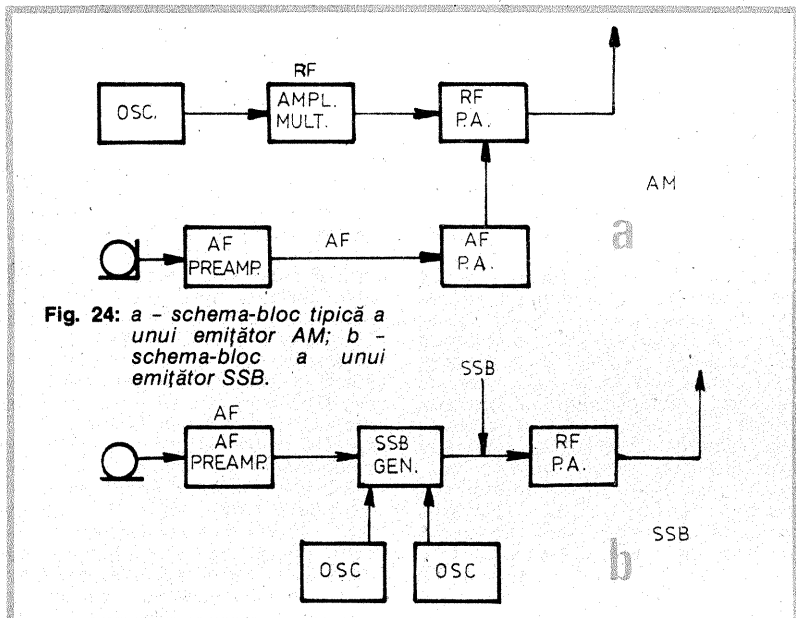 RF
OSC.
AMPL.
MULT.
RF
P.A.
AM
a
AF
PREAMP.
AF
AF
P.A.
Fig. 24: a – schema-bloc tipică a
unui emițător AM; b –
schema-bloc a unui
emițător SSB.
SSB
AF
AF
PREAMP.
SSB
GEN.
RF
P.A.
SSB
b
OSC
OSC